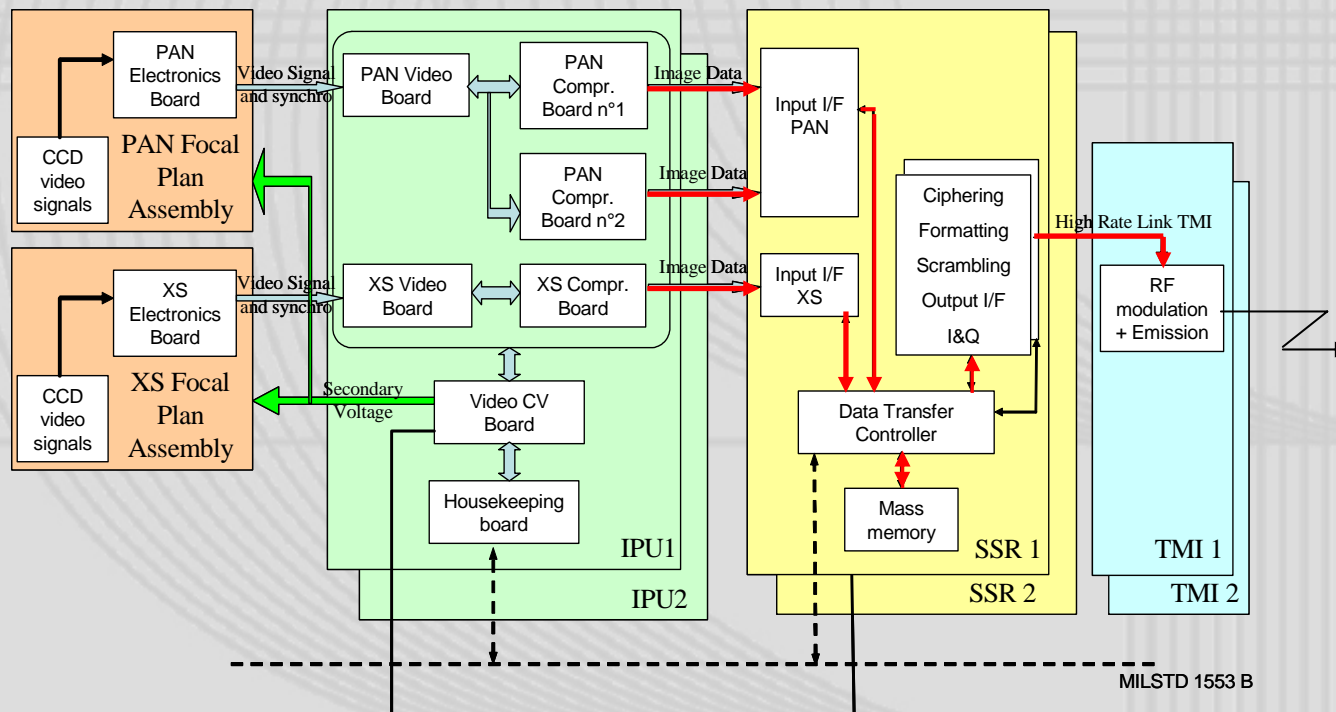 PAN
Electronics
Board
CCD
video
signals
PAN Focal
Plan
Assembly
Video Signal
and synchro
PAN Video
Board
PAN
Compr.
Board n°1
PAN
Compr.
Board n°2
Image Data
Image Data
Input I/F
PAN
XS
Electronics
Board
CCD
video
signals
XS Focal
Plan
Assembly
Video Signal
and synchro
XS Video
Board
XS Compr.
Board
Image Data
Input I/F
XS
Secondary
Voltage
Video CV
Board
Housekeeping
board
IPU1
IPU2
Ciphering
Formatting
Scrambling
Output I/F
I&Q
Data Transfer
Controller
Mass
memory
SSR 1
SSR 2
High Rate Link TMI
RF
modulation
+ Emission
TMI 1
TMI 2
MILSTD 1553 B